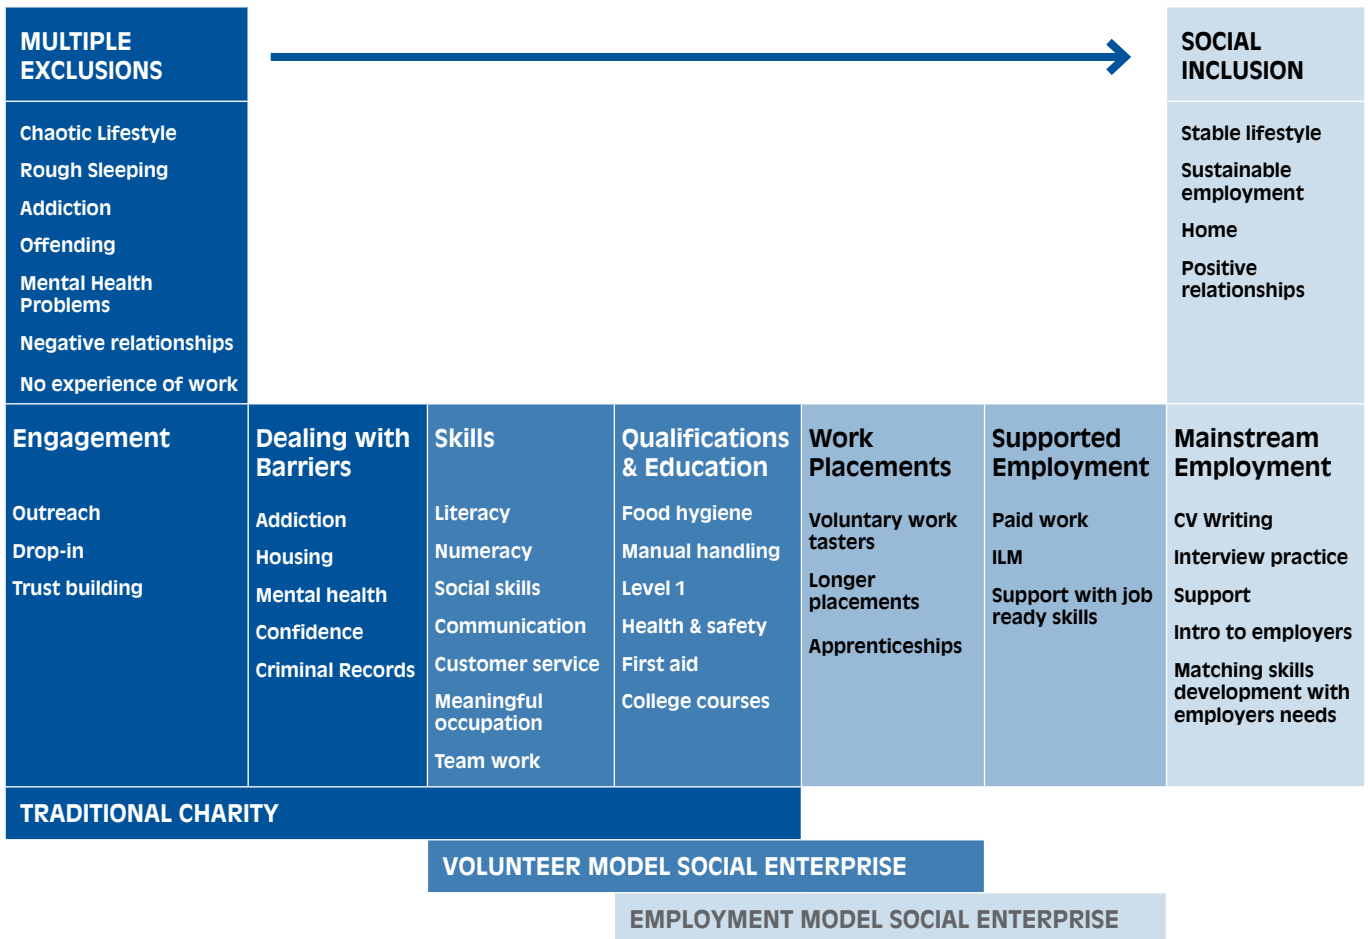 MULTIPLE
EXCLUSIONS
SOCIAL
INCLUSION
Chaotic Lifestyle
Rough Sleeping
Addiction
Offending
Mental Health
Problems
Negative relationships
No experience of work
Stable lifestyle
Sustainable
employment
Home
Positive
relationships
Engagement
Outreach
Drop-in
Trust building
Dealing with
Barriers
Addiction
Housing
Mental health
Confidence
Criminal Records
Skills
Literacy
Numeracy
Social skills
Communication
Customer service
Meaningful
occupation
Team work
Qualifications
& Education
Food hygiene
Manual handling
Level 1
Health & safety
First aid
College courses
Work
Placements
Voluntary work
tasters
Longer
placements
Apprenticeships
Supported
Employment
Paid work
ILM
Support with job
ready skills
Mainstream
Employment
CV Writing
Interview practice
Support
Intro to employers
Matching skills
development with
employers needs
TRADITIONAL CHARITY
VOLUNTEER MODEL SOCIAL ENTERPRISE
EMPLOYMENT MODEL SOCIAL ENTERPRISE